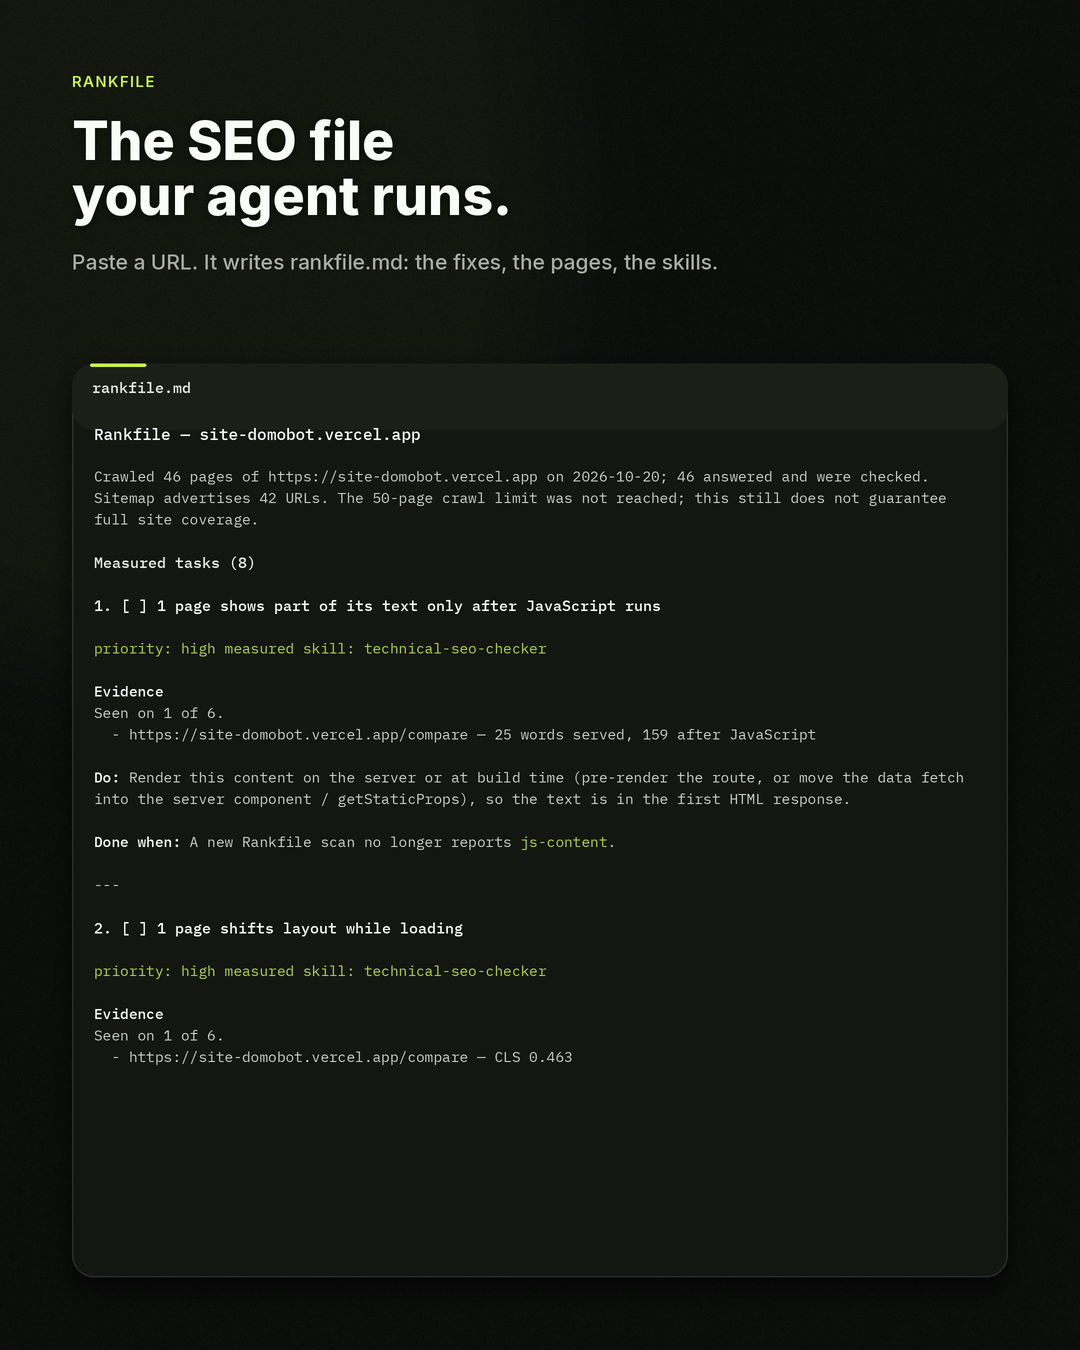 RANKFILE
The SEO file
your agent runs.
Paste a URL. It writes rankfile.md: the fixes, the pages, the skills.
rankfile.md
Rankfile — site-domobot.vercel.app
Crawled 46 pages of https://site-domobot.vercel.app on 2026-10-20; 46 answered and were checked.
Sitemap advertises 42 URLs. The 50-page crawl limit was not reached; this still does not guarantee
full site coverage.
Measured tasks (8)
1. [ ] 1 page shows part of its text only after JavaScript runs
priority: high measured skill: technical-seo-checker
Evidence
Seen on 1 of 6.
- https://site-domobot.vercel.app/compare — 25 words served, 159 after JavaScript
Do: Render this content on the server or at build time (pre-render the route, or move the data fetch
into the server component / getStaticProps), so the text is in the first HTML response.
Done when: A new Rankfile scan no longer reports js-content.
---
2. [ ] 1 page shifts layout while loading
priority: high measured skill: technical-seo-checker
Evidence
Seen on 1 of 6.
- https://site-domobot.vercel.app/compare — CLS 0.463